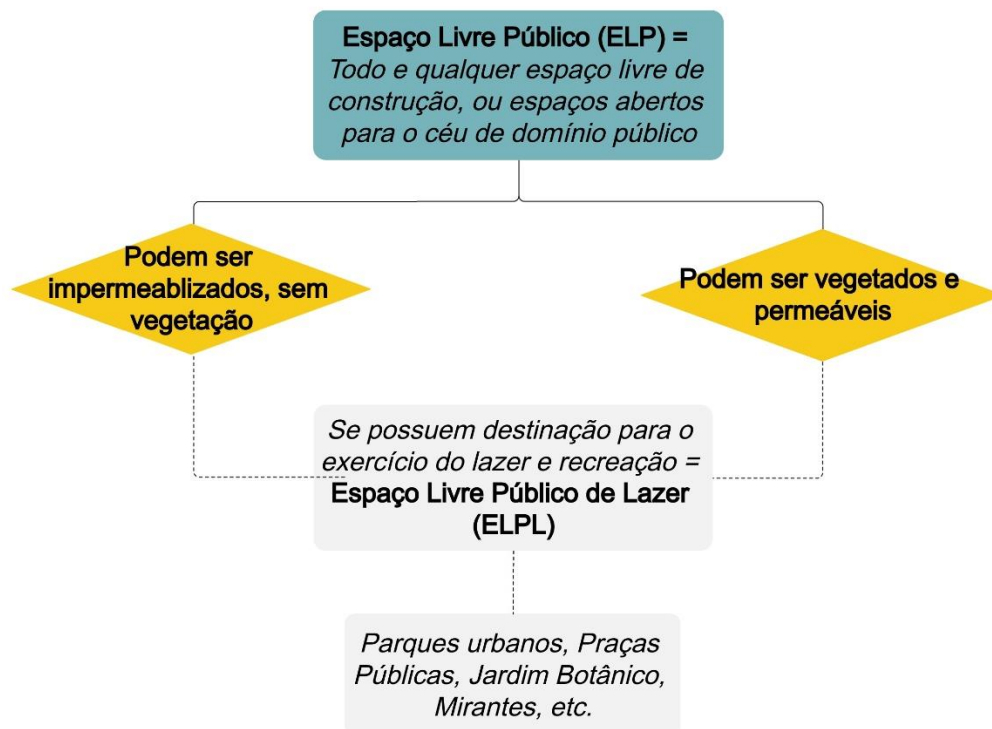 Espaço Livre Público (ELP) =
Todo e qualquer espaço livre de
construção, ou espaços abertos
para o céu de domínio público
Podem ser
impermeablizados, sem
vegetação
Podem ser vegetados e
permeáveis
Se possuem destinação para o
exercício do lazer e recreação =
Espaço Livre Público de Lazer
(ELPL)
Parques urbanos, Praças
Públicas, Jardim Botânico,
Mirantes, etc.